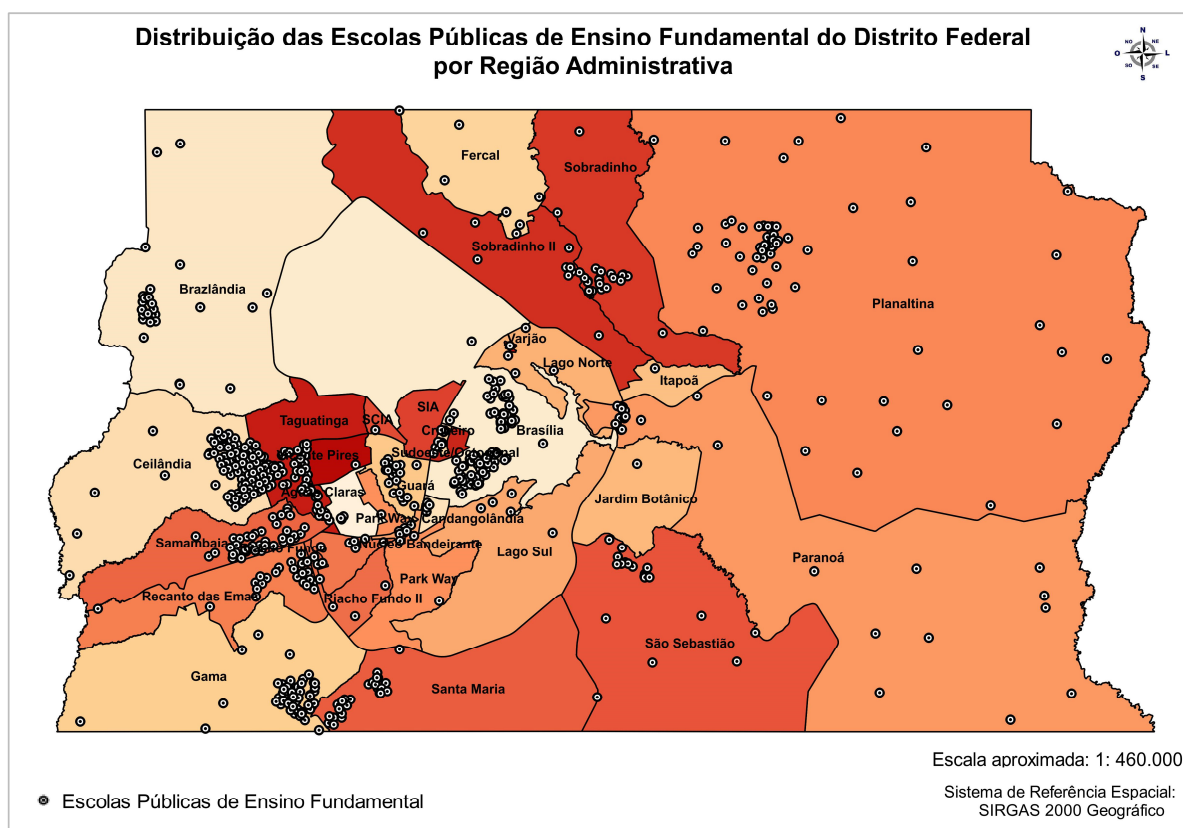 Distribuição das Escolas Públicas de Ensino Fundamental do Distrito Federal
por Região Administrativa
N
NO NE
O L
SO SE
S
Fercal
Sobradinho
Sobradinho II
Brazlândia
Planaltina
Varjão
Lago Norte
Itapoã
SIA
Taguatinga
SCIA
Cruzeiro
Brasília
Sudoeste/Octogonal
Vicente Pires
Ceilândia
Guará
Águas Claras
Jardim Botânico
Park Way
Candangolândia
Samambaia
Riacho Fundo
Núcleo Bandeirante
Lago Sul
Paranoá
Park Way
Recanto das Emas
Riacho Fundo II
São Sebastião
Gama
Santa Maria
Escala aproximada: 1: 460.000
Escolas Públicas de Ensino Fundamental
Sistema de Referência Espacial:
SIRGAS 2000 Geográfico